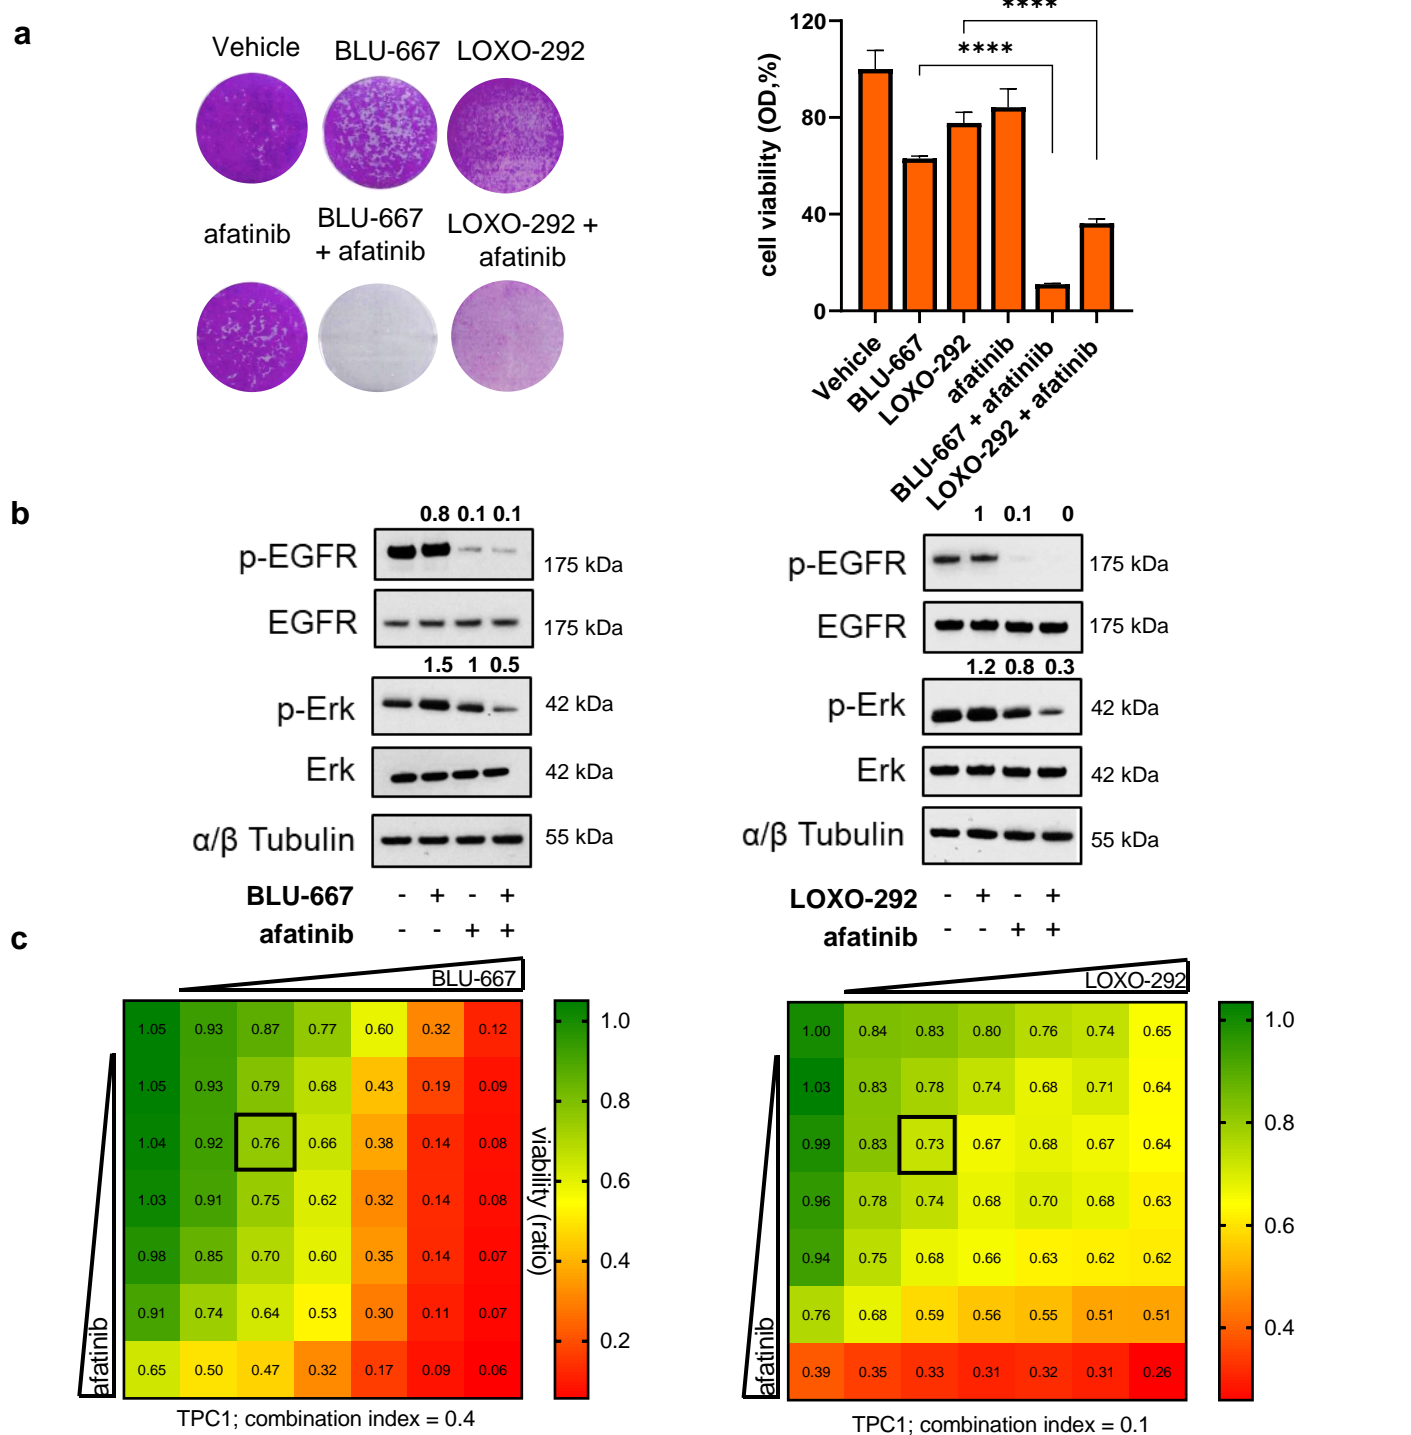 a
Vehicle
BLU-667
LOXO-292
afatinib
BLU-667
+ afatinib
LOXO-292 +
afatinib
****
****
cell viability (OD,%)
120
80
40
0
Vehicle
BLU-667
LOXO-292
afatinib
BLU-667 + afatiniib
LOXO-292 + afatinib
b
0.8 0.1 0.1
p-EGFR
175 kDa
EGFR
175 kDa
1.5 1 0.5
p-Erk
42 kDa
Erk
42 kDa
α/β Tubulin
55 kDa
BLU-667 - + - +
afatinib - - + +
1 0.1 0
p-EGFR
175 kDa
EGFR
175 kDa
1.2 0.8 0.3
p-Erk
42 kDa
Erk
42 kDa
α/β Tubulin
55 kDa
LOXO-292 - + - +
afatinib - - + +
c
BLU-667
afatinib
1.05 0.93 0.87 0.77 0.60 0.32 0.12
1.05 0.93 0.79 0.68 0.43 0.19 0.09
1.04 0.92 0.76 0.66 0.38 0.14 0.08
1.03 0.91 0.75 0.62 0.32 0.14 0.08
0.98 0.85 0.70 0.60 0.35 0.14 0.07
0.91 0.74 0.64 0.53 0.30 0.11 0.07
0.65 0.50 0.47 0.32 0.17 0.09 0.06
viability (ratio)
1.0
0.8
0.6
0.4
0.2
TPC1; combination index = 0.4
LOXO-292
afatinib
1.00 0.84 0.83 0.80 0.76 0.74 0.65
1.03 0.83 0.78 0.74 0.68 0.71 0.64
0.99 0.83 0.73 0.67 0.68 0.67 0.64
0.96 0.78 0.74 0.68 0.70 0.68 0.63
0.94 0.75 0.68 0.66 0.63 0.62 0.62
0.76 0.68 0.59 0.56 0.55 0.51 0.51
0.39 0.35 0.33 0.31 0.32 0.31 0.26
1.0
0.8
0.6
0.4
TPC1; combination index = 0.1